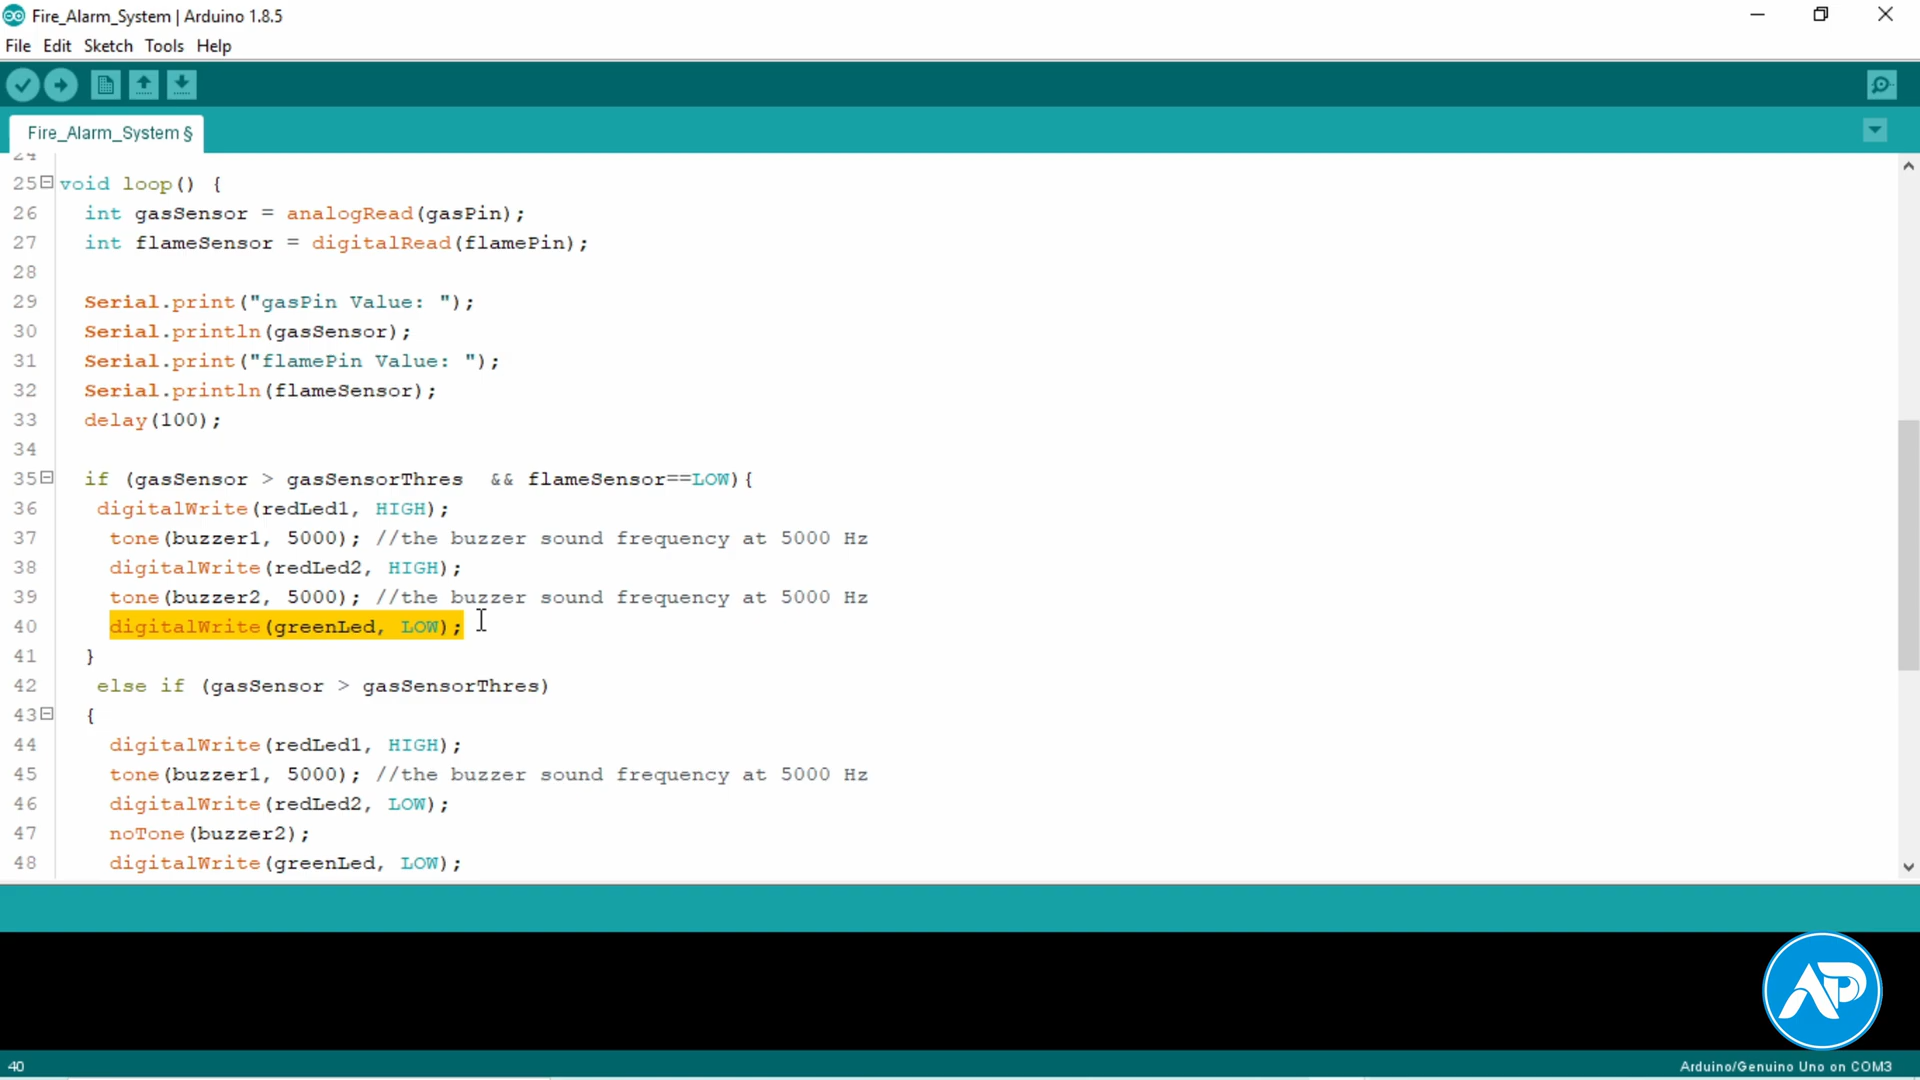 Fire_Alarm_System | Arduino 1.8.5
File Edit Sketch Tools Help
Fire_Alarm_System §
24
25 void loop() {
26 int gasSensor = analogRead(gasPin);
27 int flameSensor = digitalRead(flamePin);
28
29 Serial.print("gasPin Value: ");
30 Serial.println(gasSensor);
31 Serial.print("flamePin Value: ");
32 Serial.println(flameSensor);
33 delay(100);
34
35 if (gasSensor > gasSensorThres  && flameSensor==LOW){
36 digitalWrite(redLed1, HIGH);
37 tone(buzzer1, 5000); //the buzzer sound frequency at 5000 Hz
38 digitalWrite(redLed2, HIGH);
39 tone(buzzer2, 5000); //the buzzer sound frequency at 5000 Hz
40 digitalWrite(greenLed, LOW);
41 }
42 else if (gasSensor > gasSensorThres)
43 {
44 digitalWrite(redLed1, HIGH);
45 tone(buzzer1, 5000); //the buzzer sound frequency at 5000 Hz
46 digitalWrite(redLed2, LOW);
47 noTone(buzzer2);
48 digitalWrite(greenLed, LOW);
AP
40 Arduino/Genuino Uno on COM3